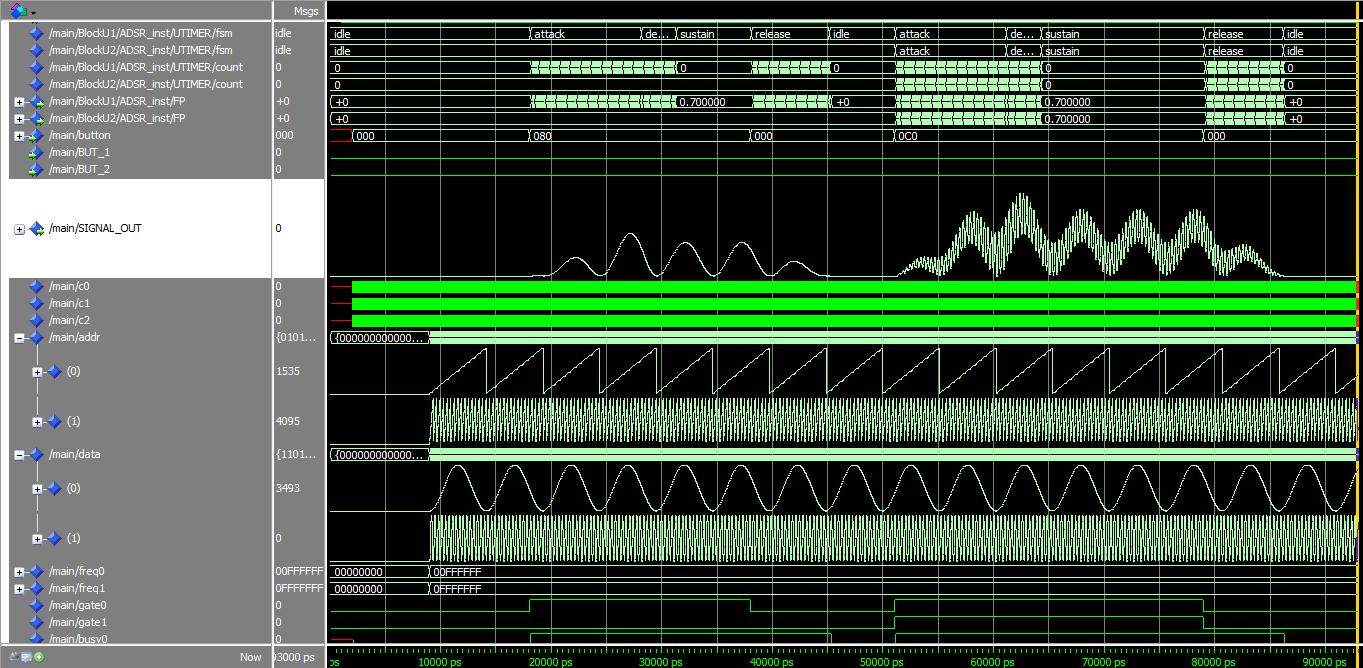 Msgs
/main/BlockU1/ADSR_inst/UTIMER/fsm idle idle attack de... sustain release idle attack de... sustain release idle
/main/BlockU2/ADSR_inst/UTIMER/fsm idle idle attack de... sustain release idle
/main/BlockU1/ADSR_inst/UTIMER/count 0 0 0 0 0 0
/main/BlockU2/ADSR_inst/UTIMER/count 0 0 0 0
/main/BlockU1/ADSR_inst/FP +0 +0 0.700000 +0 0.700000 +0
/main/BlockU2/ADSR_inst/FP +0 +0 0.700000 +0
/main/button 000 000 080 000 0C0 000
/main/BUT_1 0
/main/BUT_2 0
/main/SIGNAL_OUT 0
/main/c0 0
/main/c1 0
/main/c2 0
/main/addr {0101... {000000000000...
(0) 1535
(1) 4095
/main/data {1101... {000000000000...
(0) 3493
(1) 0
/main/freq0 00FFFFFF 00000000 00FFFFFF
/main/freq1 0FFFFFFF 00000000 0FFFFFFF
/main/gate0 0
/main/gate1 0
/main/busy0 0
Now 93000 ps ps 10000 ps 20000 ps 30000 ps 40000 ps 50000 ps 60000 ps 70000 ps 80000 ps 90000 ps